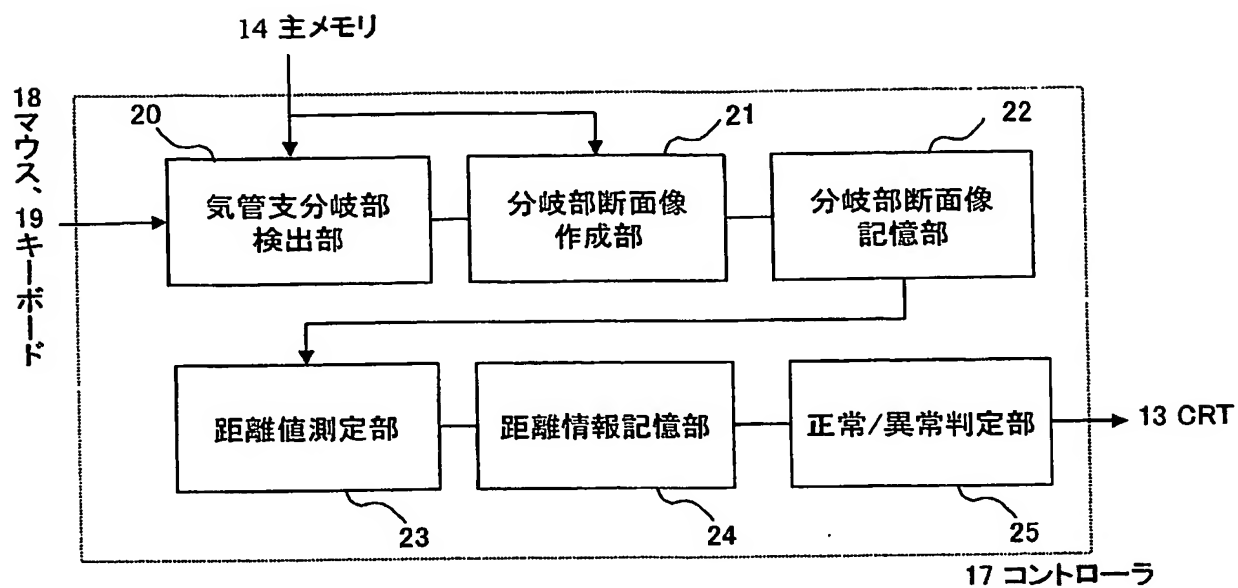 14 主メモリ
18
マウス、
19
キーボード
20
21
22
気管支分岐部
検出部
分岐部断面像
作成部
分岐部断面像
記憶部
距離値測定部
距離情報記憶部
正常/異常判定部
13 CRT
23
24
25
17 コントローラ